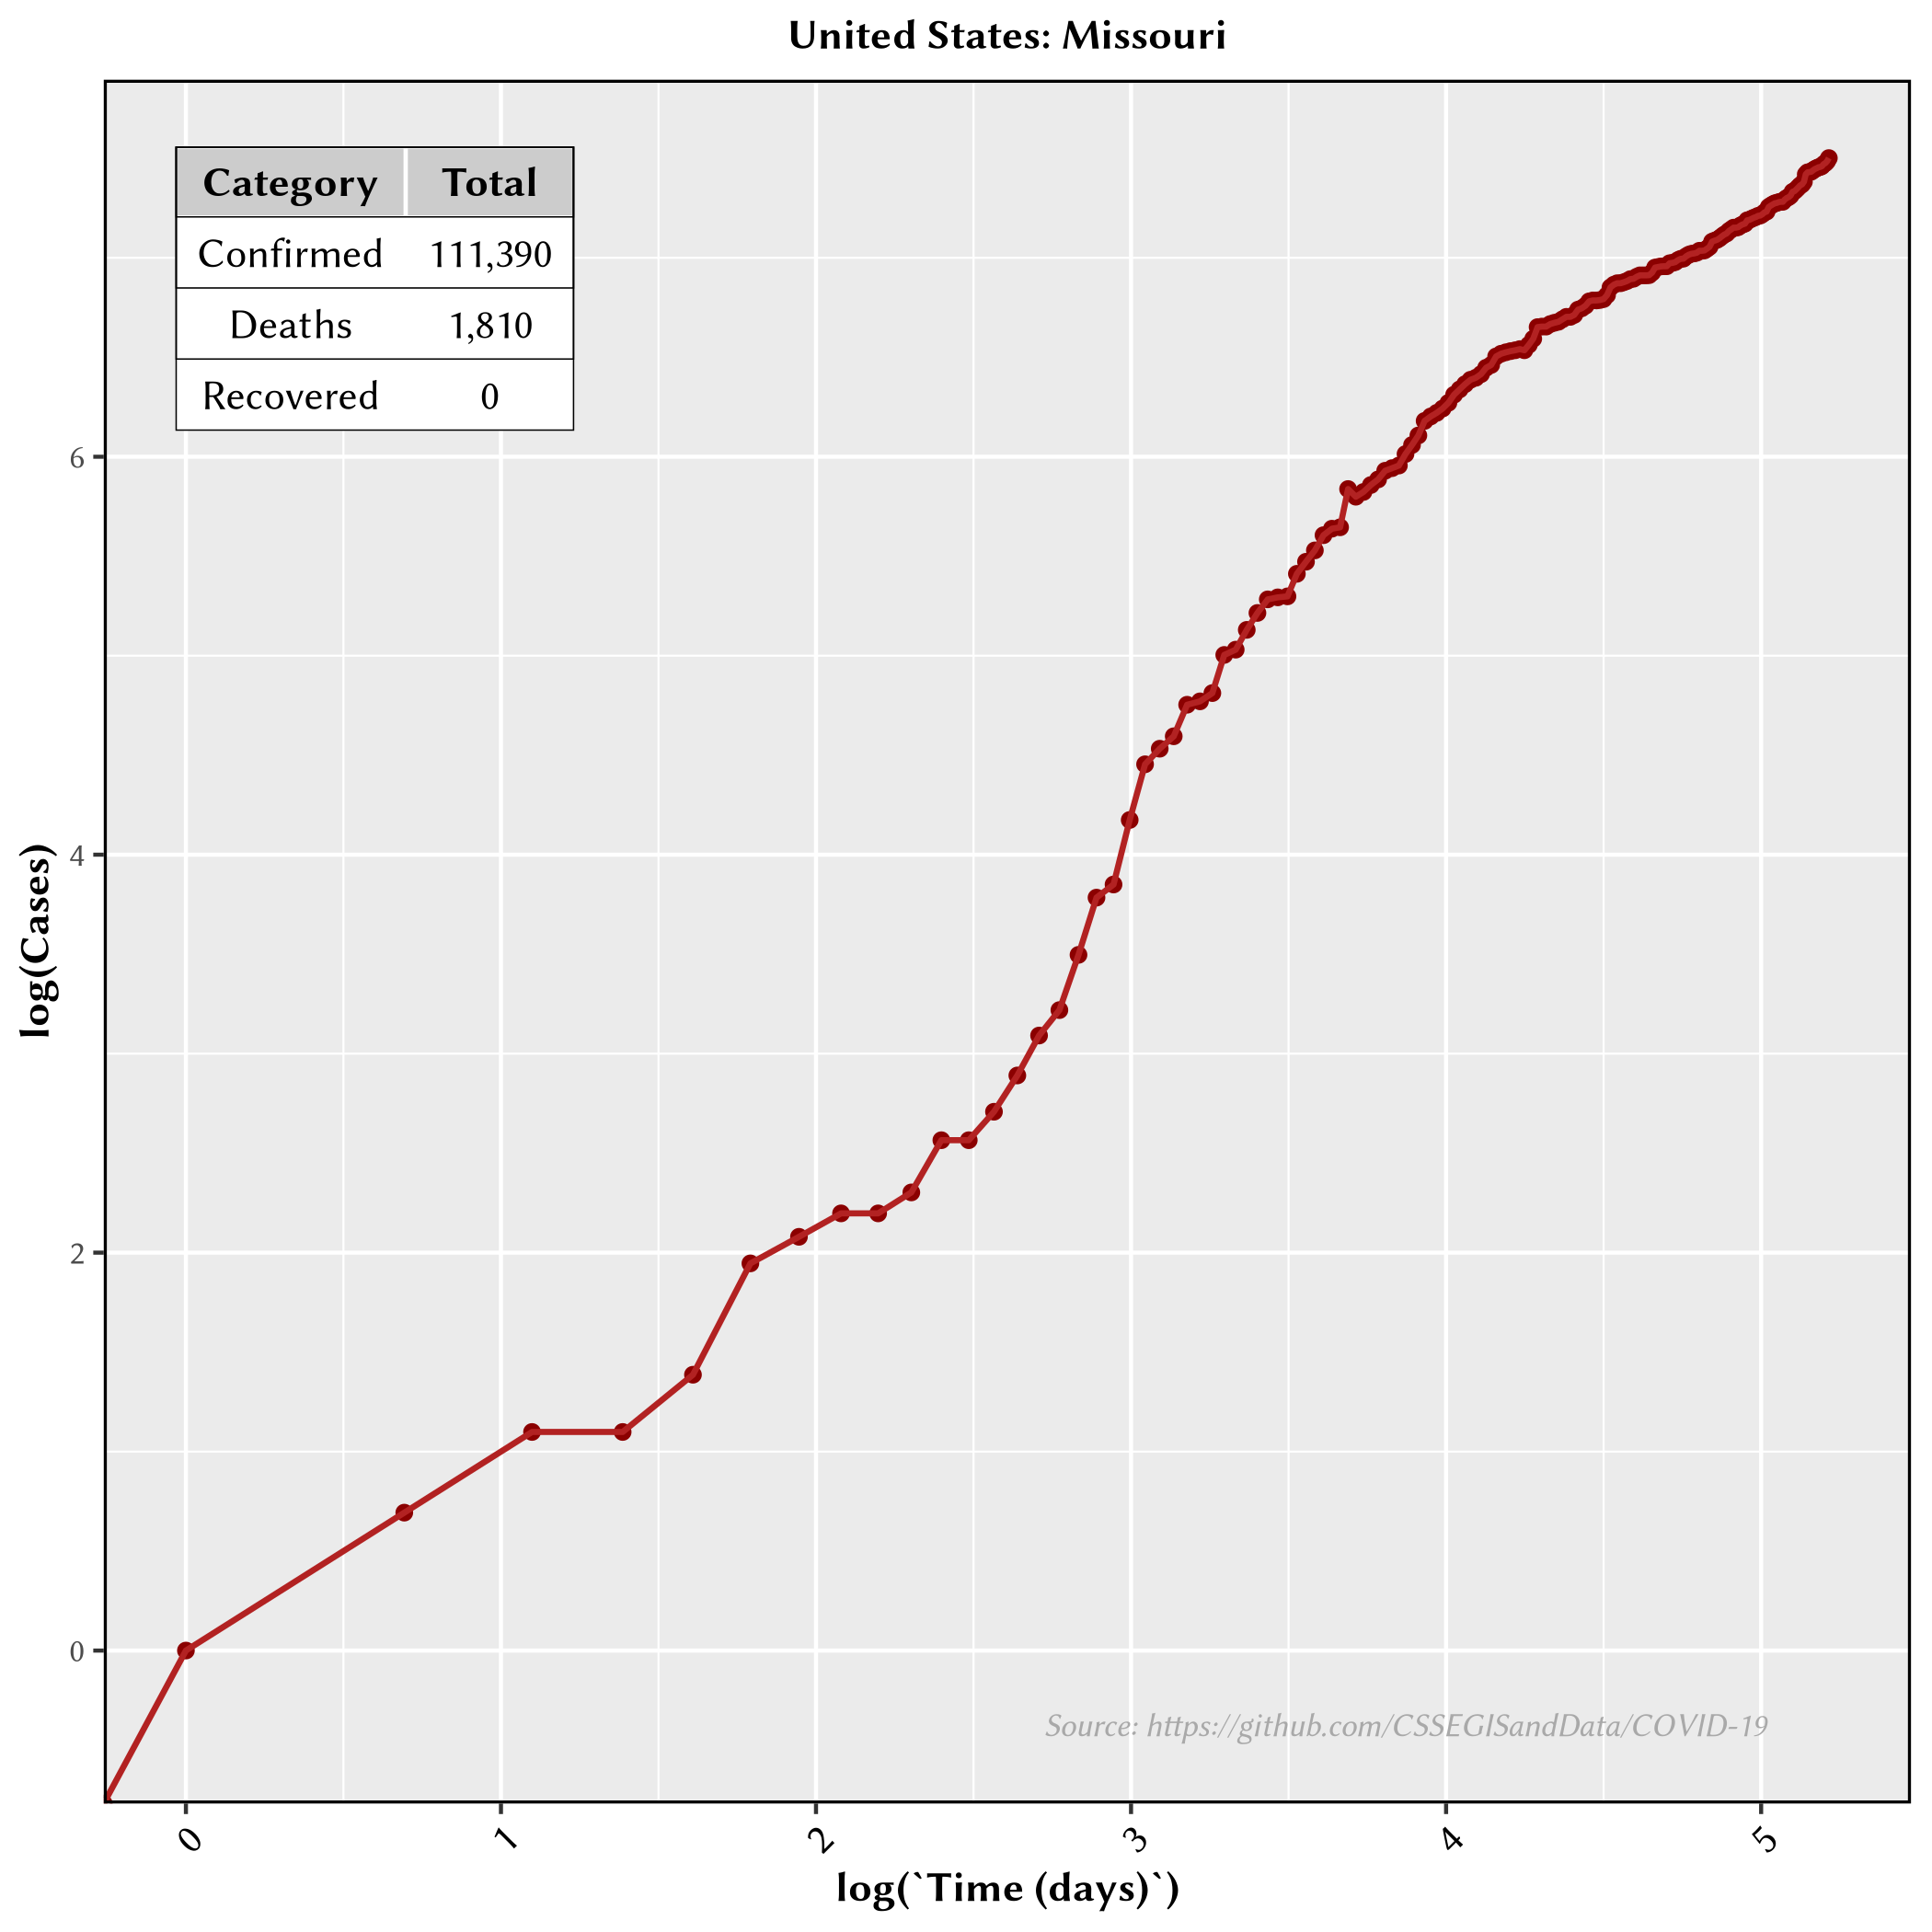 United States: Missouri
Category Total
Confirmed 111,390
Deaths 1,810
Recovered 0
6
4
2
0
log(Cases)
Source: https://github.com/CSSEGISandData/COVID-19
0 1 2 3 4 5
log(`Time (days)`)